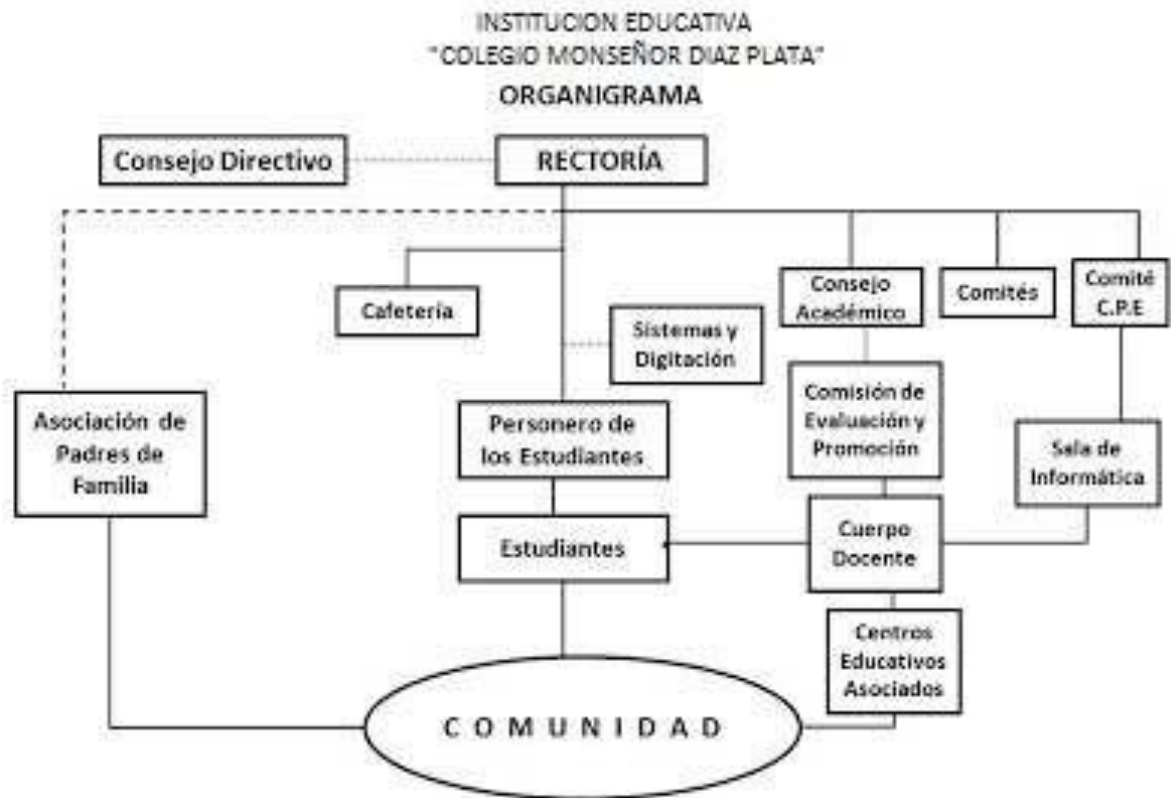 INSTITUCION EDUCATIVA
"COLEGIO MONSEÑOR DIAZ PLATA"
ORGANIGRAMA
Consejo Directivo
RECTORÍA
Cafetería
Sistemas y
Digitación
Consejo
Académico
Comités
Comité
C.P.E
Asociación de
Padres de
Familia
Personero de
los Estudiantes
Comisión de
Evaluación y
Promoción
Sala de
Informática
Estudiantes
Cuerpo
Docente
Centros
Educativos
Asociados
COMUNIDAD